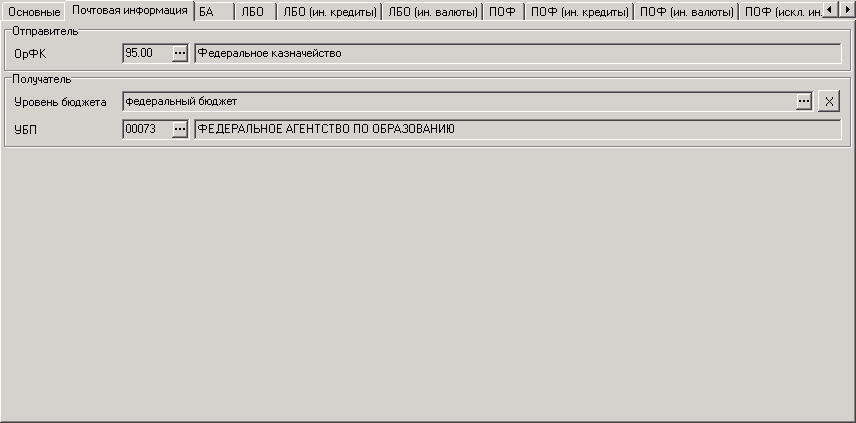 Основные Почтовая информация БА ЛБО ЛБО (ин. кредиты) ЛБО (ин. валюты) ПОФ ПОФ (ин. кредиты) ПОФ (ин. валюты) ПОФ (искл. ин.
Отправитель
ОрФК 95.00 ... Федеральное казначейство
Получатель
Уровень бюджета Федеральный бюджет ... X
УБП 00073 ... ФЕДЕРАЛЬНОЕ АГЕНТСТВО ПО ОБРАЗОВАНИЮ